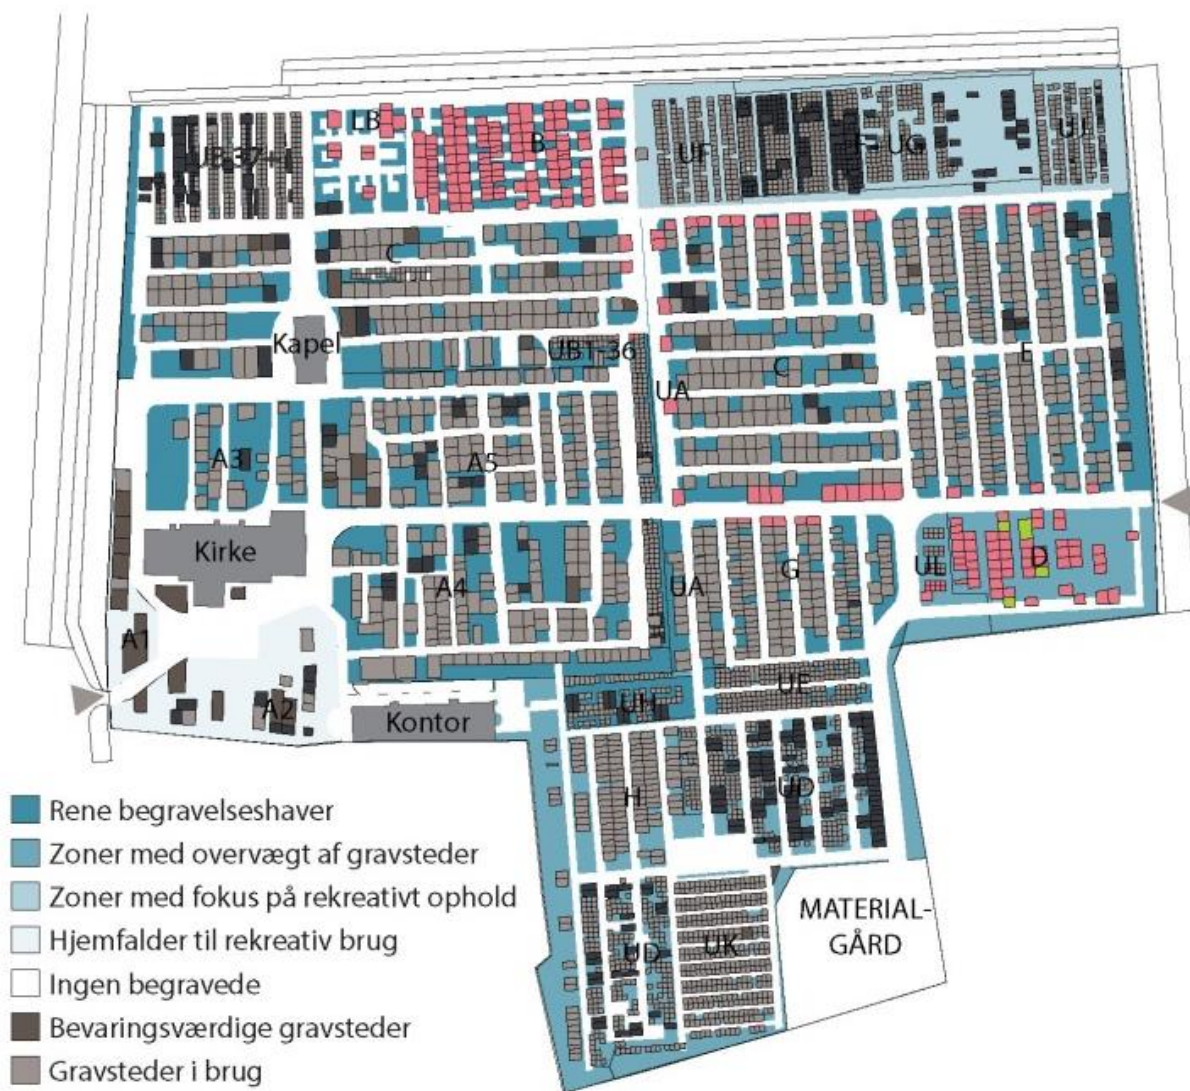 UB37+
LB
B
UF
F+UG
UJ
C
Kapel
UB1-36
UA
C
E
A3
A5
Kirke
A4
UA
G
UL
D
A1
A2
Kontor
UH
UE
I
H
UD
UD
UK
MATERIAL-
GÅRD
Rene begravelseshaver
Zoner med overvægt af gravsteder
Zoner med fokus på rekreativt ophold
Hjemfalder til rekreativ brug
Ingen begravede
Bevaringsværdige gravsteder
Gravsteder i brug